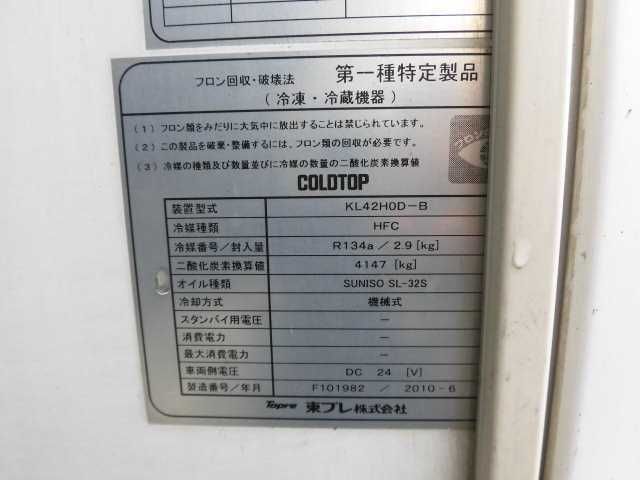 フロン回収・破壊法 第一種特定製品
(冷凍・冷蔵機器)
(1) フロン類をみだりに大気中に放出することは禁じられています。
(2) この製品を廃棄・整備するには、フロン類の回収が必要です。
(3) 冷媒の種類及び数量並びに冷媒の数量の二酸化炭素換算値
フロン
COLDTOP
装置型式 KL42H0D-B
冷媒種類 HFC
冷媒番号/封入量 R134a / 2.9 [kg]
二酸化炭素換算値 4147 [kg]
オイル種類 SUNISO SL-32S
冷却方式 機械式
スタンバイ用電圧 -
消費電力 -
最大消費電力 -
車両側電圧 DC 24 [V]
製造番号/年月 F101982 / 2010-6
Topre 東プレ株式会社